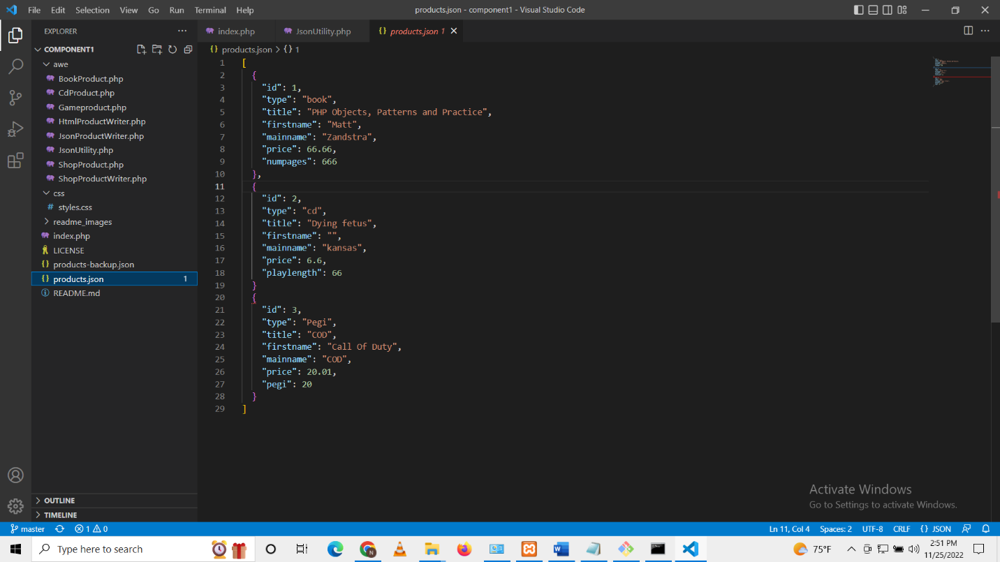 File Edit Selection View Go Run Terminal Help
products.json - component1 - Visual Studio Code
EXPLORER
index.php
JsonUtility.php
{} products.json 1
COMPONENT1
{} products.json > {} 1
awe
BookProduct.php
CdProduct.php
Gameproduct.php
HtmlProductWriter.php
JsonProductWriter.php
JsonUtility.php
ShopProduct.php
ShopProductWriter.php
css
# styles.css
readme_images
index.php
LICENSE
{} products-backup.json
{} products.json 1
README.md
OUTLINE
TIMELINE
1 [
2 {
3 "id": 1,
4 "type": "book",
5 "title": "PHP Objects, Patterns and Practice",
6 "firstname": "Matt",
7 "mainname": "Zandstra",
8 "price": 66.66,
9 "numpages": 666
10 },
11 {
12 "id": 2,
13 "type": "cd",
14 "title": "Dying fetus",
15 "firstname": "",
16 "mainname": "kansas",
17 "price": 6.6,
18 "playlength": 66
19 }
20 {
21 "id": 3,
22 "type": "Pegi",
23 "title": "COD",
24 "firstname": "Call Of Duty",
25 "mainname": "COD",
26 "price": 20.01,
27 "pegi": 20
28 }
29 ]
Activate Windows
Go to Settings to activate Windows.
master 1 0
Ln 11, Col 4 Spaces: 2 UTF-8 CRLF {} JSON
Type here to search
N
W
75°F
2:51 PM
11/25/2022